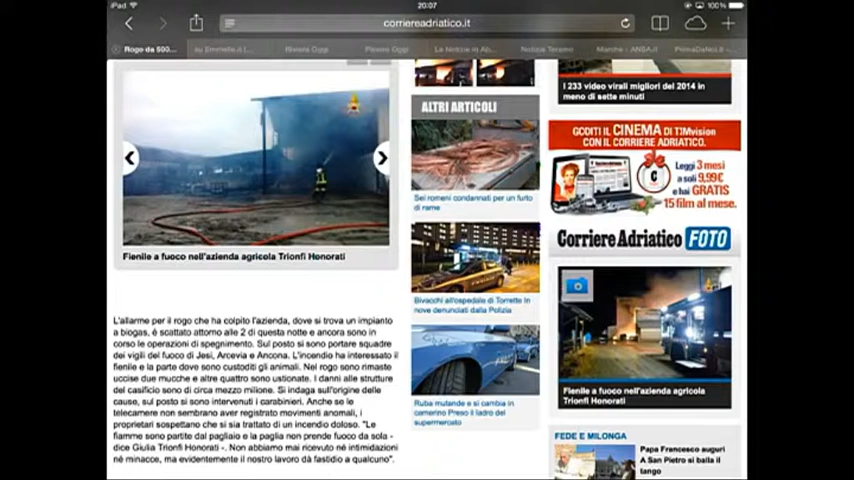 iPad
20:07
100%
corriereadriatico.it
Rogo da 500...
su Emmelle.it I...
Riviera Oggi
Piceno Oggi
La Notizia in Ab...
Notizie Teramo
Marche - ANSA.it
PrimaDaNoi.it -...
Fienile a fuoco nell'azienda agricola Trionfi Honorati
L'allarme per il rogo che ha colpito l'azienda, dove si trova un impianto
a biogas, è scattato attorno alle 2 di questa notte e ancora sono in
corso le operazioni di spegnimento. Sul posto si sono portare squadre
dei vigli del fuoco di Jesi, Arcevia e Ancona. L'incendio ha interessato il
fienile e la parte dove sono custoditi gli animali. Nel rogo sono rimaste
uccise due mucche e altre quattro sono ustionate. I danni alle strutture
del casificio sono di circa mezzo milione. Si indaga sull'origine delle
cause, sul posto si sono intervenuti i carabinieri. Anche se le
telecamere non sembrano aver registrato movimenti anomali, i
proprietari sospettano che si sia trattato di un incendio doloso. "Le
fiamme sono partite dal pagliaio e la paglia non prende fuoco da sola -
dice Giulia Trionfi Honorati -. Non abbiamo mai ricevuto né intimidazioni
né minacce, ma evidentemente il nostro lavoro dà fastidio a qualcuno".
ALTRI ARTICOLI
Sei romeni condannati per un furto
di rame
Bivacchi all'ospedale di Torrette In
nove denunciati dalla Polizia
Ruba mutande e si cambia in
camerino Preso il ladro del
supermercato
I 233 video virali migliori del 2014 in
meno di sette minuti
GODITI IL CINEMA DI TIMvision
CON IL CORRIERE ADRIATICO.
Leggi 3 mesi
a soli 9,99€
e hai GRATIS
15 film al mese.
Corriere Adriatico FOTO
Fienile a fuoco nell'azienda agricola
Trionfi Honorati
FEDE E MILONGA
Papa Francesco auguri
A San Pietro si balla il
tango